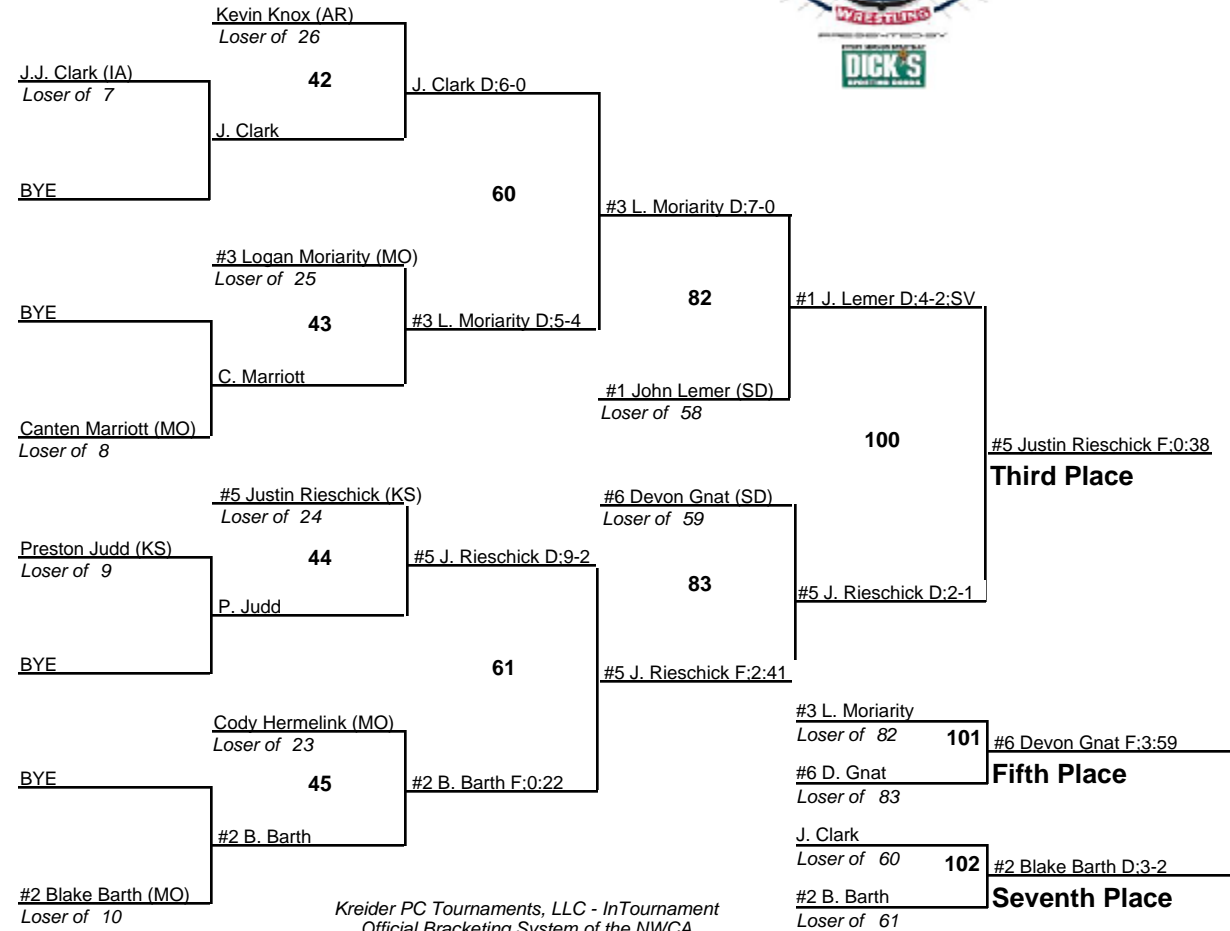 WRESTLING
PRESENTED BY
DICK'S
SPORTING GOODS
Kevin Knox (AR)
Loser of 26
J.J. Clark (IA)
Loser of 7
42
J. Clark D;6-0
J. Clark
BYE
60
#3 L. Moriarity D;7-0
#3 Logan Moriarity (MO)
Loser of 25
BYE
43
#3 L. Moriarity D;5-4
82
#1 J. Lemer D;4-2;SV
C. Marriott
#1 John Lemer (SD)
Loser of 58
Canten Marriott (MO)
Loser of 8
100
#5 Justin Rieschick F;0:38
Third Place
#5 Justin Rieschick (KS)
Loser of 24
#6 Devon Gnat (SD)
Loser of 59
Preston Judd (KS)
Loser of 9
44
#5 J. Rieschick D;9-2
83
#5 J. Rieschick D;2-1
P. Judd
BYE
61
#5 J. Rieschick F;2:41
Cody Hermelink (MO)
Loser of 23
#3 L. Moriarity
Loser of 82
101
#6 Devon Gnat F;3:59
Fifth Place
#6 D. Gnat
Loser of 83
BYE
45
#2 B. Barth F;0:22
#2 B. Barth
J. Clark
Loser of 60
102
#2 Blake Barth D;3-2
Seventh Place
#2 B. Barth
Loser of 61
#2 Blake Barth (MO)
Loser of 10
Kreider PC Tournaments, LLC - InTournament
Official Bracketing System of the NWCA